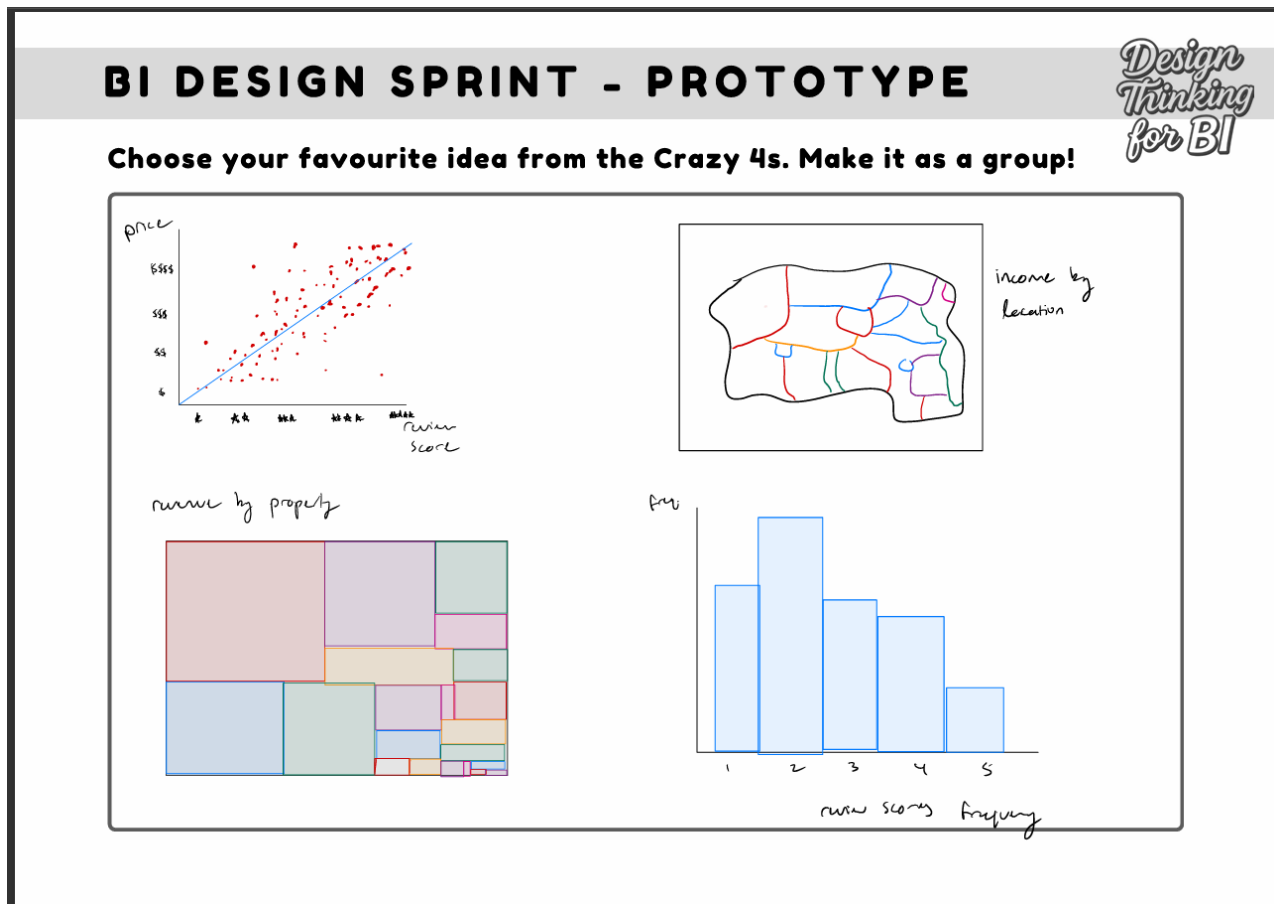 BI DESIGN SPRINT - PROTOTYPE
Design
Thinking
for BI
Choose your favourite idea from the Crazy 4s. Make it as a group!
price
$$$$
$$$
$$
$
review
score
income by
location
revenue by property
freq.
1 2 3 4 5
review scores frequency